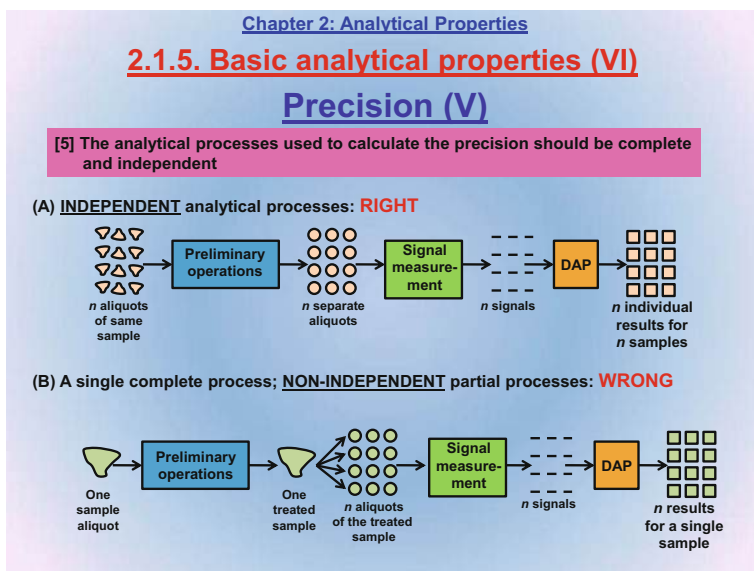 Chapter 2: Analytical Properties
2.1.5. Basic analytical properties (VI)
Precision (V)
[5] The analytical processes used to calculate the precision should be complete
and independent
(A) INDEPENDENT analytical processes: RIGHT
Preliminary
operations
Signal
measure-
ment
DAP
n aliquots
of same
sample
n separate
aliquots
n signals
n individual
results for
n samples
(B) A single complete process; NON-INDEPENDENT partial processes: WRONG
Preliminary
operations
Signal
measure-
ment
DAP
One
sample
aliquot
One
treated
sample
n aliquots
of the treated
sample
n signals
n results
for a single
sample